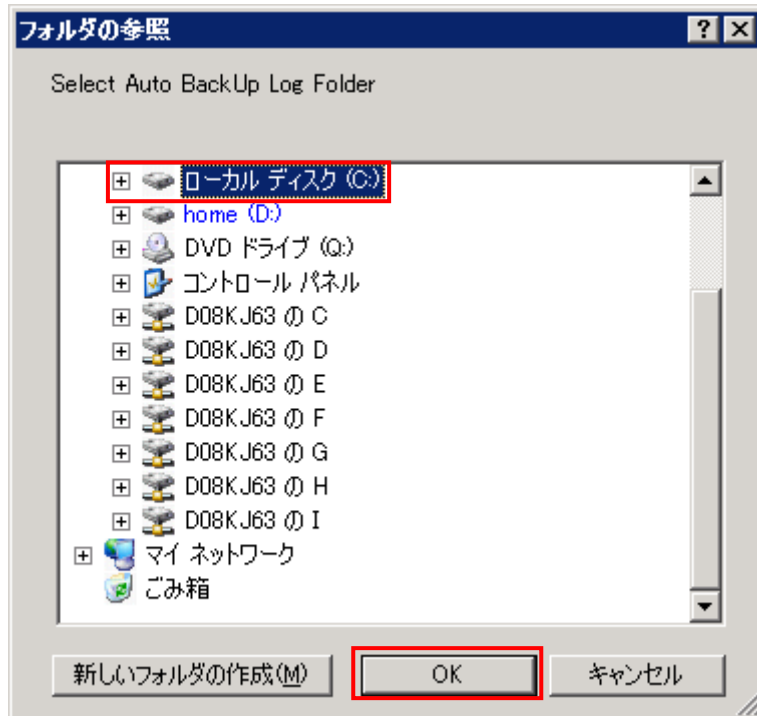 フォルダの参照
Select Auto BackUp Log Folder
ローカル ディスク (C:)
home (D:)
DVD ドライブ (Q:)
コントロール パネル
D08KJ63 の C
D08KJ63 の D
D08KJ63 の E
D08KJ63 の F
D08KJ63 の G
D08KJ63 の H
D08KJ63 の I
マイ ネットワーク
ごみ箱
新しいフォルダの作成(M) OK キャンセル